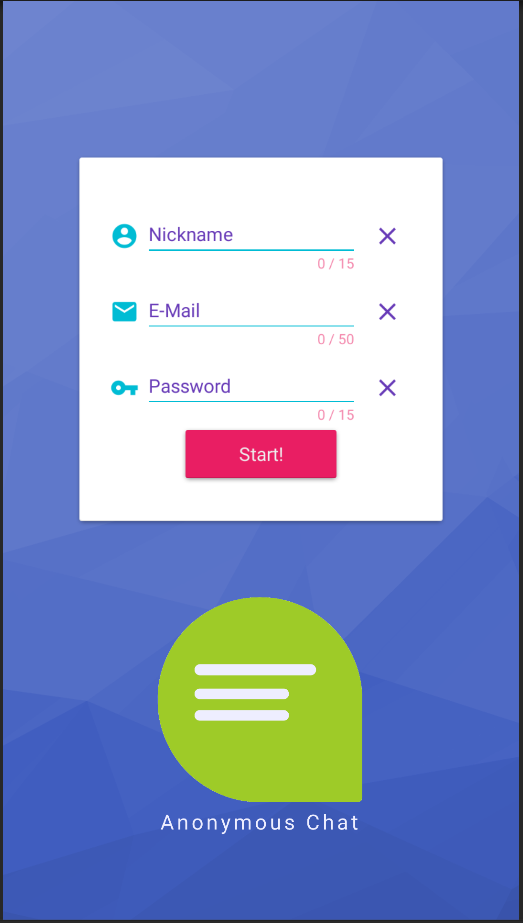 Nickname
0 / 15
E-Mail
0 / 50
Password
0 / 15
Start!
Anonymous Chat